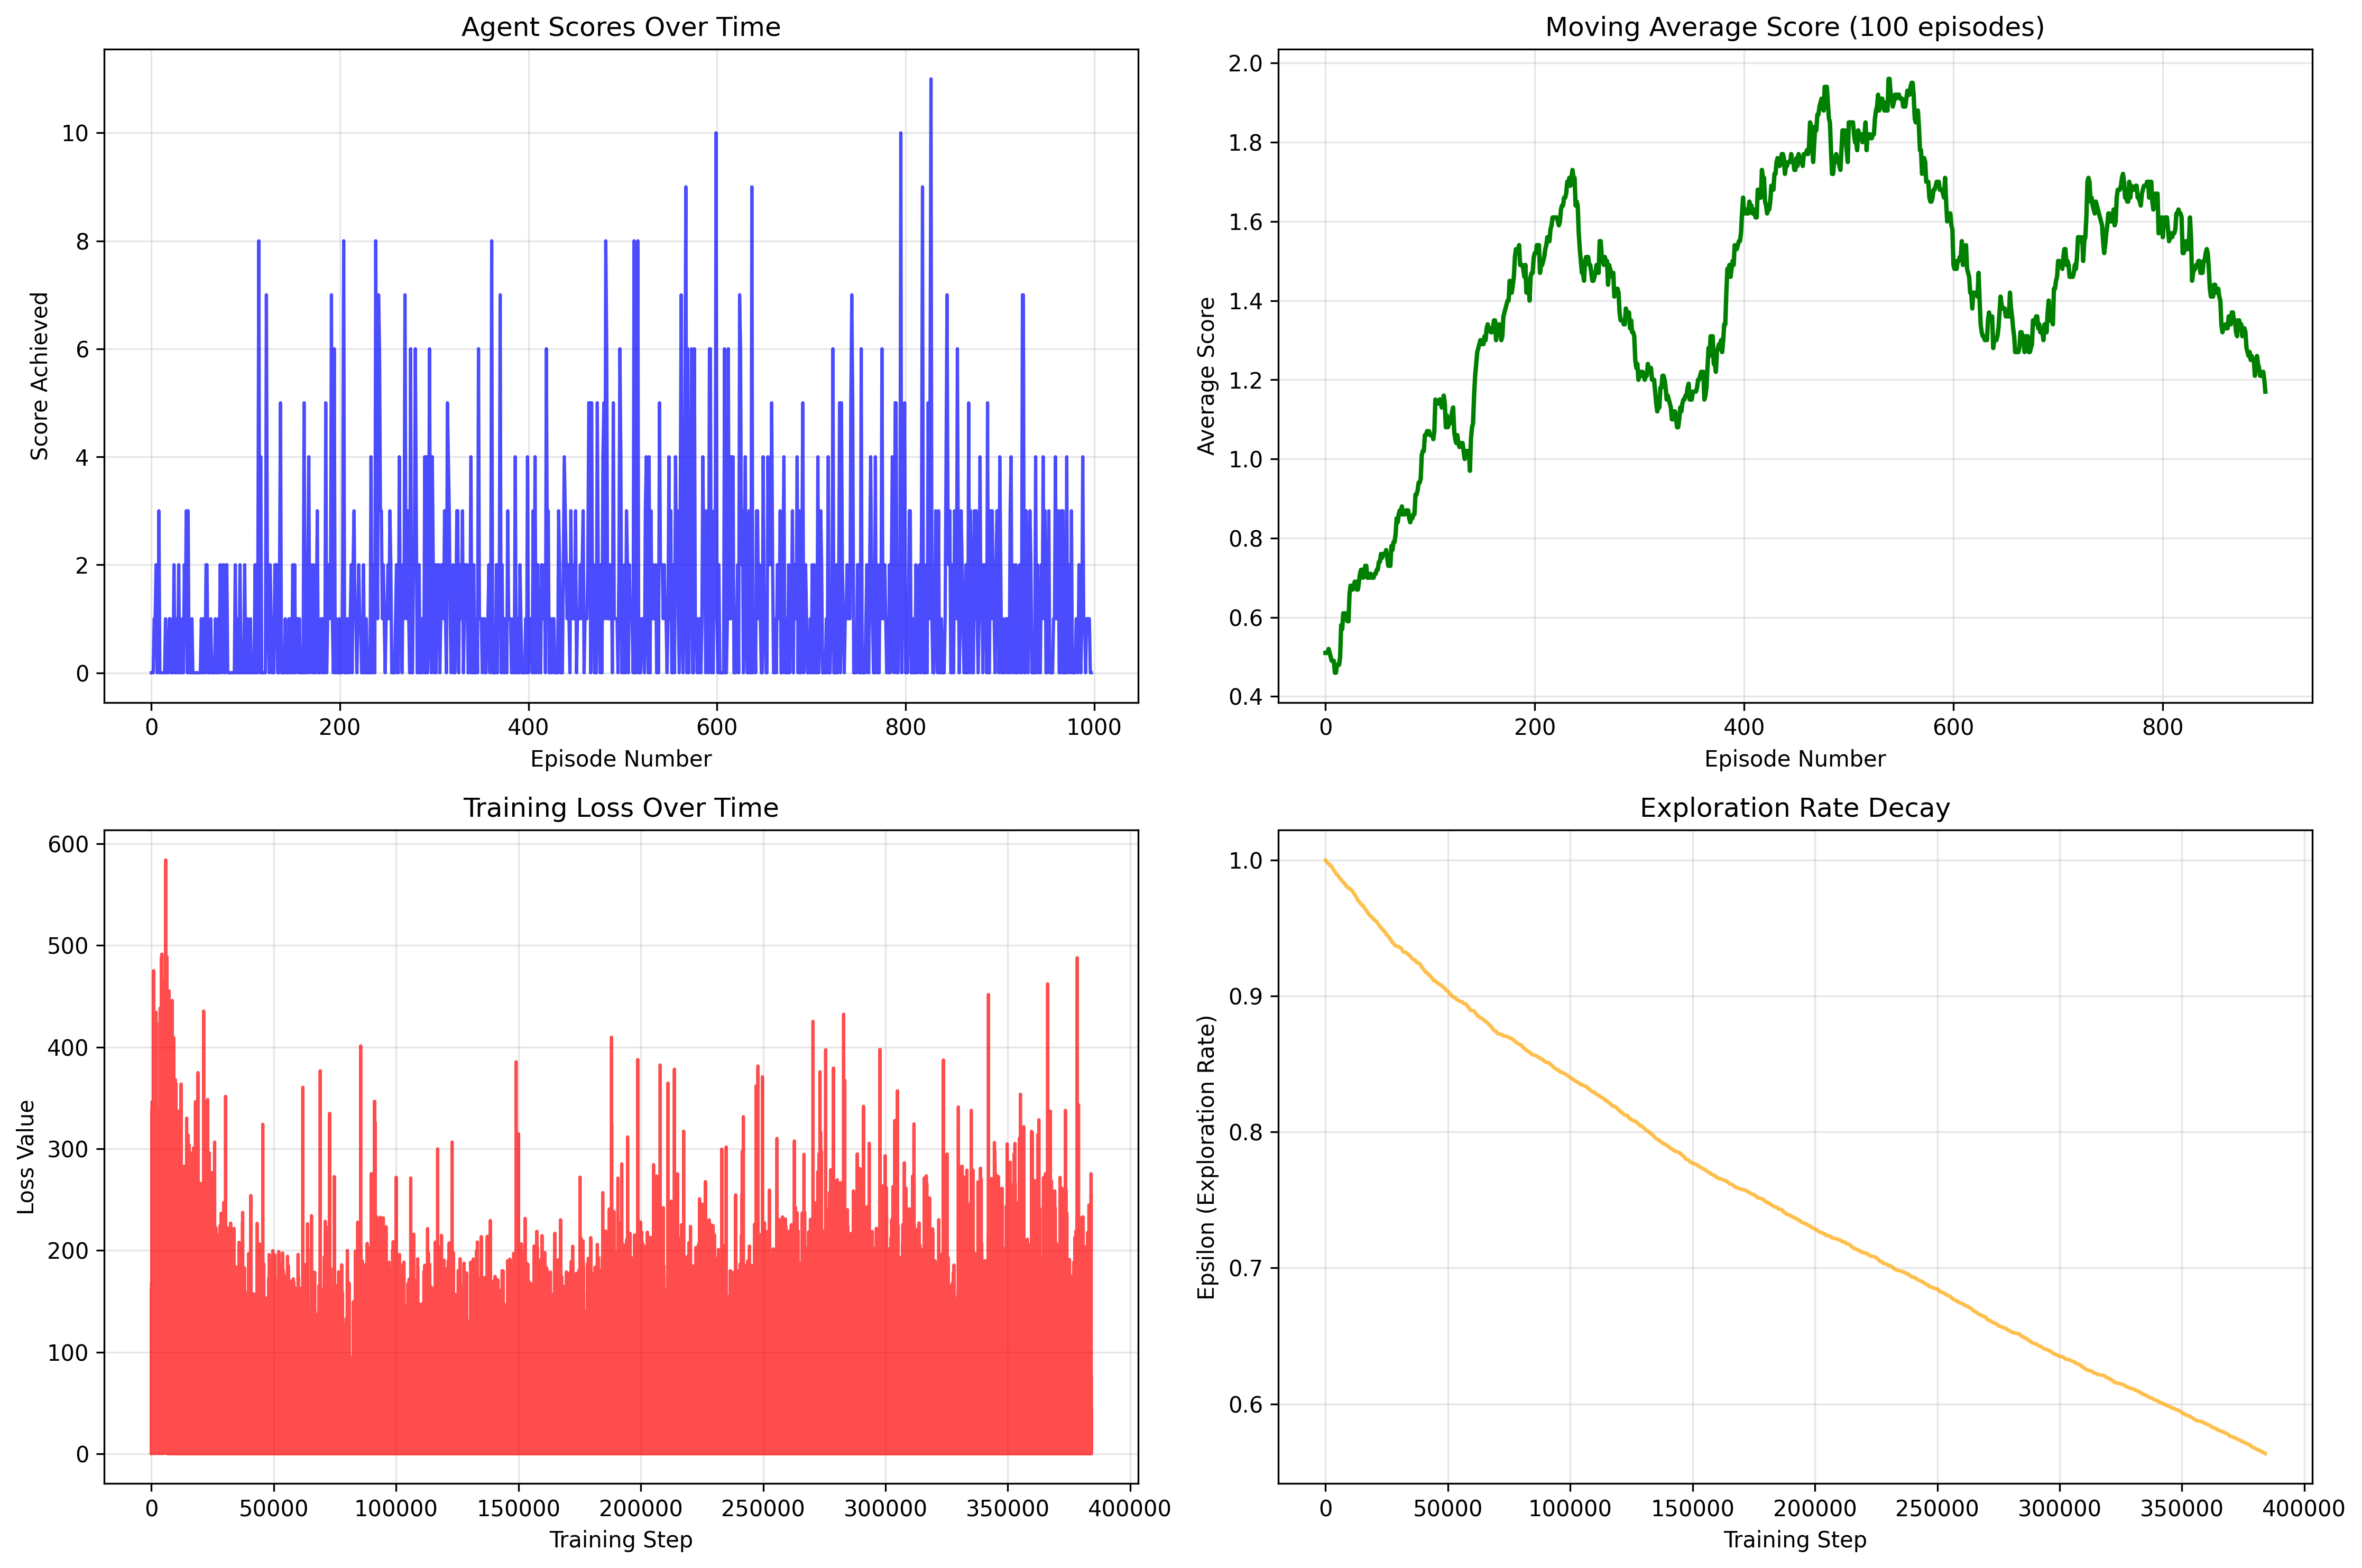 Agent Scores Over Time
Score Achieved
10
8
6
4
2
0
0 200 400 600 800 1000
Episode Number
Moving Average Score (100 episodes)
Average Score
2.0
1.8
1.6
1.4
1.2
1.0
0.8
0.6
0.4
0 200 400 600 800
Episode Number
Training Loss Over Time
Loss Value
600
500
400
300
200
100
0
0 50000 100000 150000 200000 250000 300000 350000 400000
Training Step
Exploration Rate Decay
Epsilon (Exploration Rate)
1.0
0.9
0.8
0.7
0.6
0 50000 100000 150000 200000 250000 300000 350000 400000
Training Step